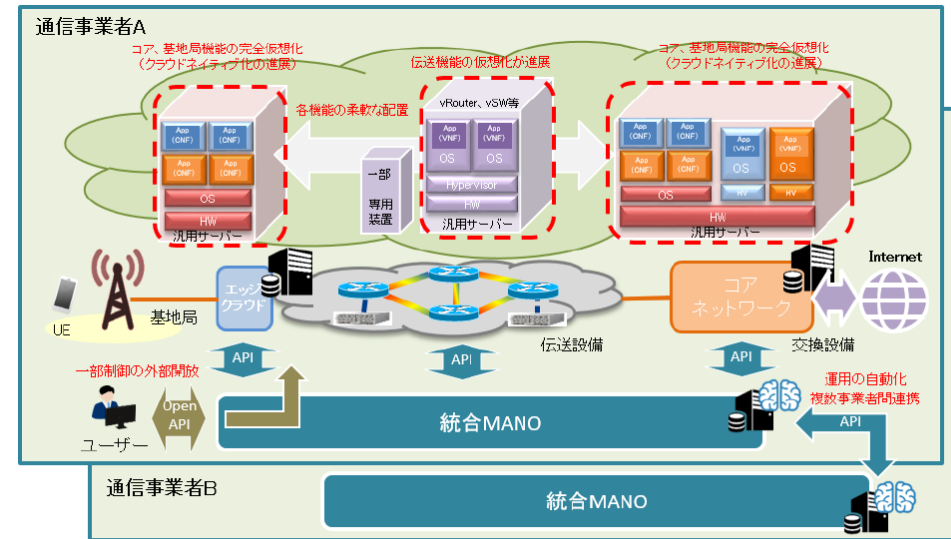 通信事業者A
コア、基地局機能の完全仮想化
（クラウドネイティブ化の進展）
伝送機能の仮想化が進展
コア、基地局機能の完全仮想化
（クラウドネイティブ化の進展）
各機能の柔軟な配置
App
(CNF)
App
(CNF)
App
(CNF)
App
(CNF)
OS
HW
汎用サーバー
一部
専用
装置
vRouter、vSW等
App
(VNF)
App
(VNF)
OS
OS
Hypervisor
HW
汎用サーバー
App
(CNF)
App
(CNF)
App
(CNF)
App
(CNF)
OS
App
(VNF)
OS
HV
App
(VNF)
OS
HV
HW
汎用サーバー
UE
基地局
エッジ
クラウド
伝送設備
コア
ネットワーク
交換設備
Internet
API
API
API
一部制御の外部開放
ユーザー
Open
API
統合MANO
運用の自動化
複数事業者間連携
API
通信事業者B
統合MANO